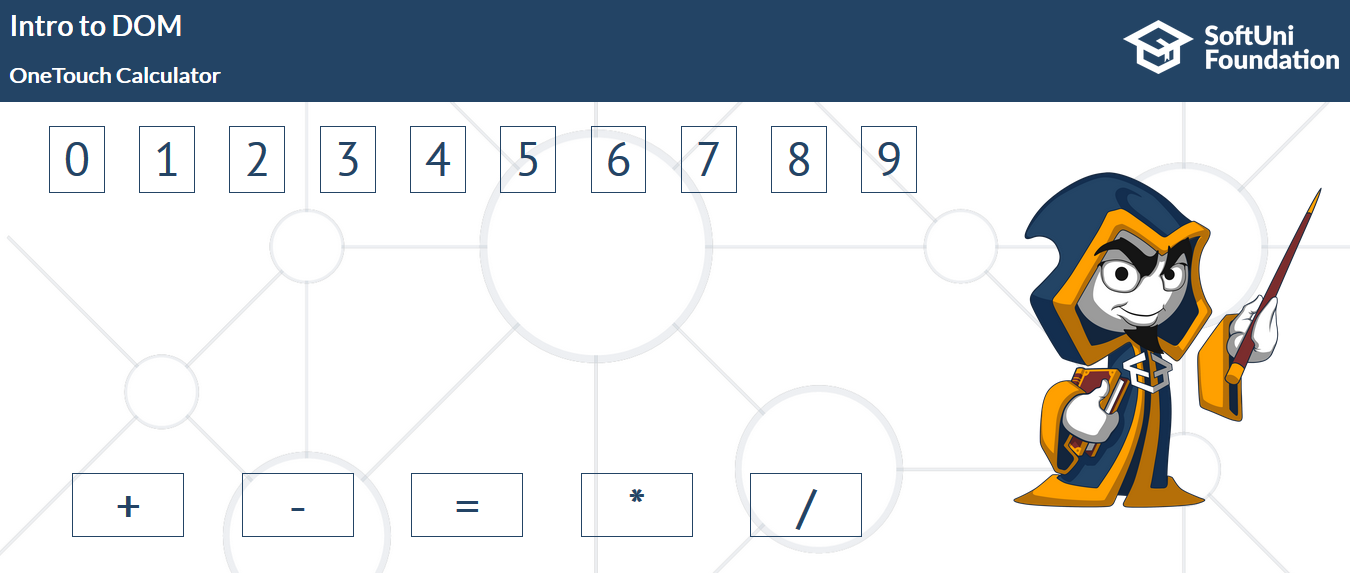 Intro to DOM
OneTouch Calculator
SoftUni
Foundation
0 1 2 3 4 5 6 7 8 9
+ - = * /